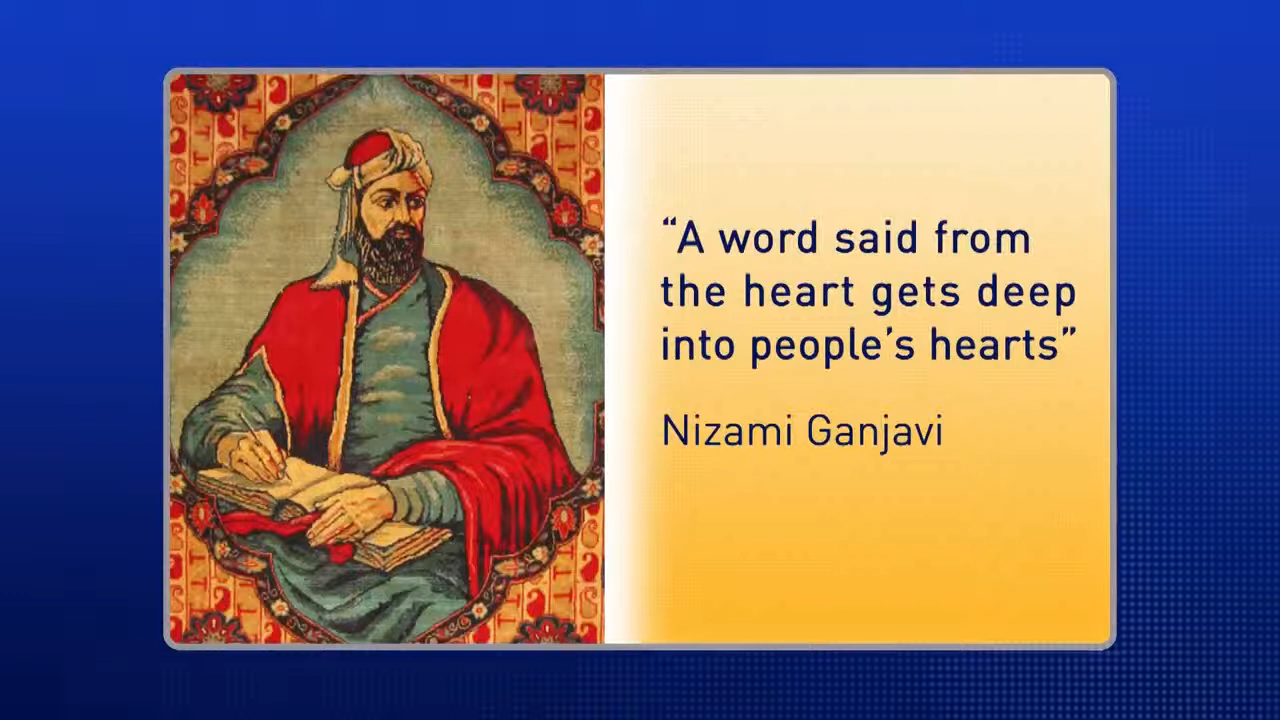 “A word said from
the heart gets deep
into people’s hearts”
Nizami Ganjavi